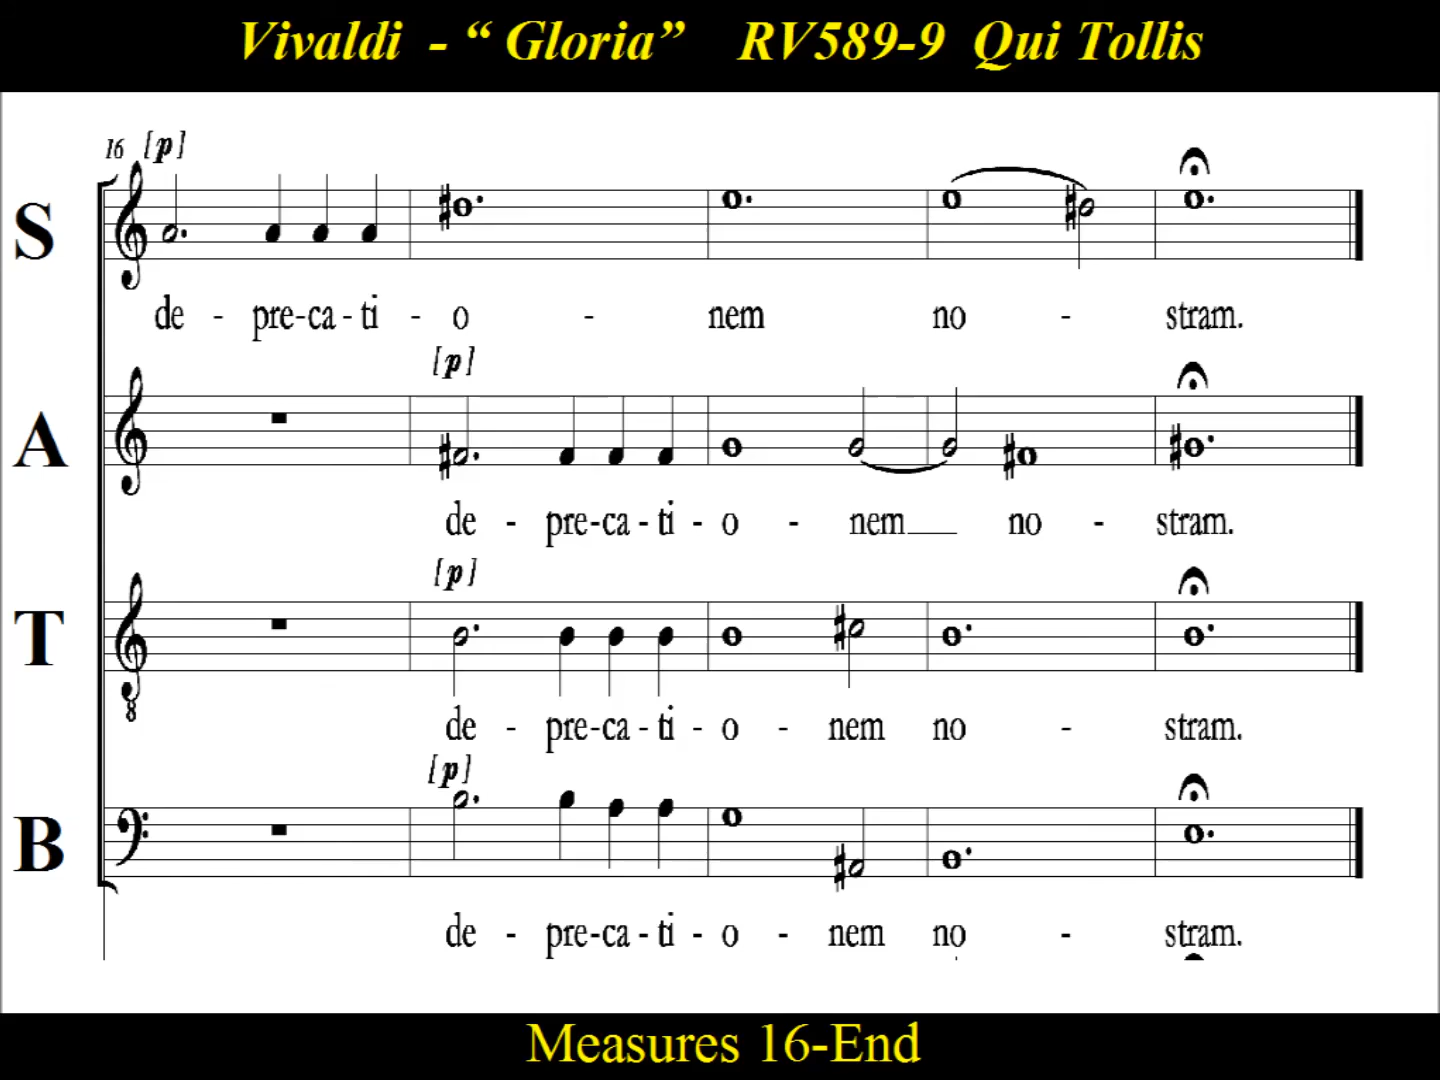 Vivaldi - “ Gloria” RV589-9 Qui Tollis
16 [p]
S
de - pre-ca - ti - o - nem no - stram.
[p]
A
de - pre-ca - ti - o - nem no - stram.
[p]
T
8
de - pre-ca - ti - o - nem no - stram.
[p]
B
de - pre-ca - ti - o - nem no - stram.
Measures 16-End